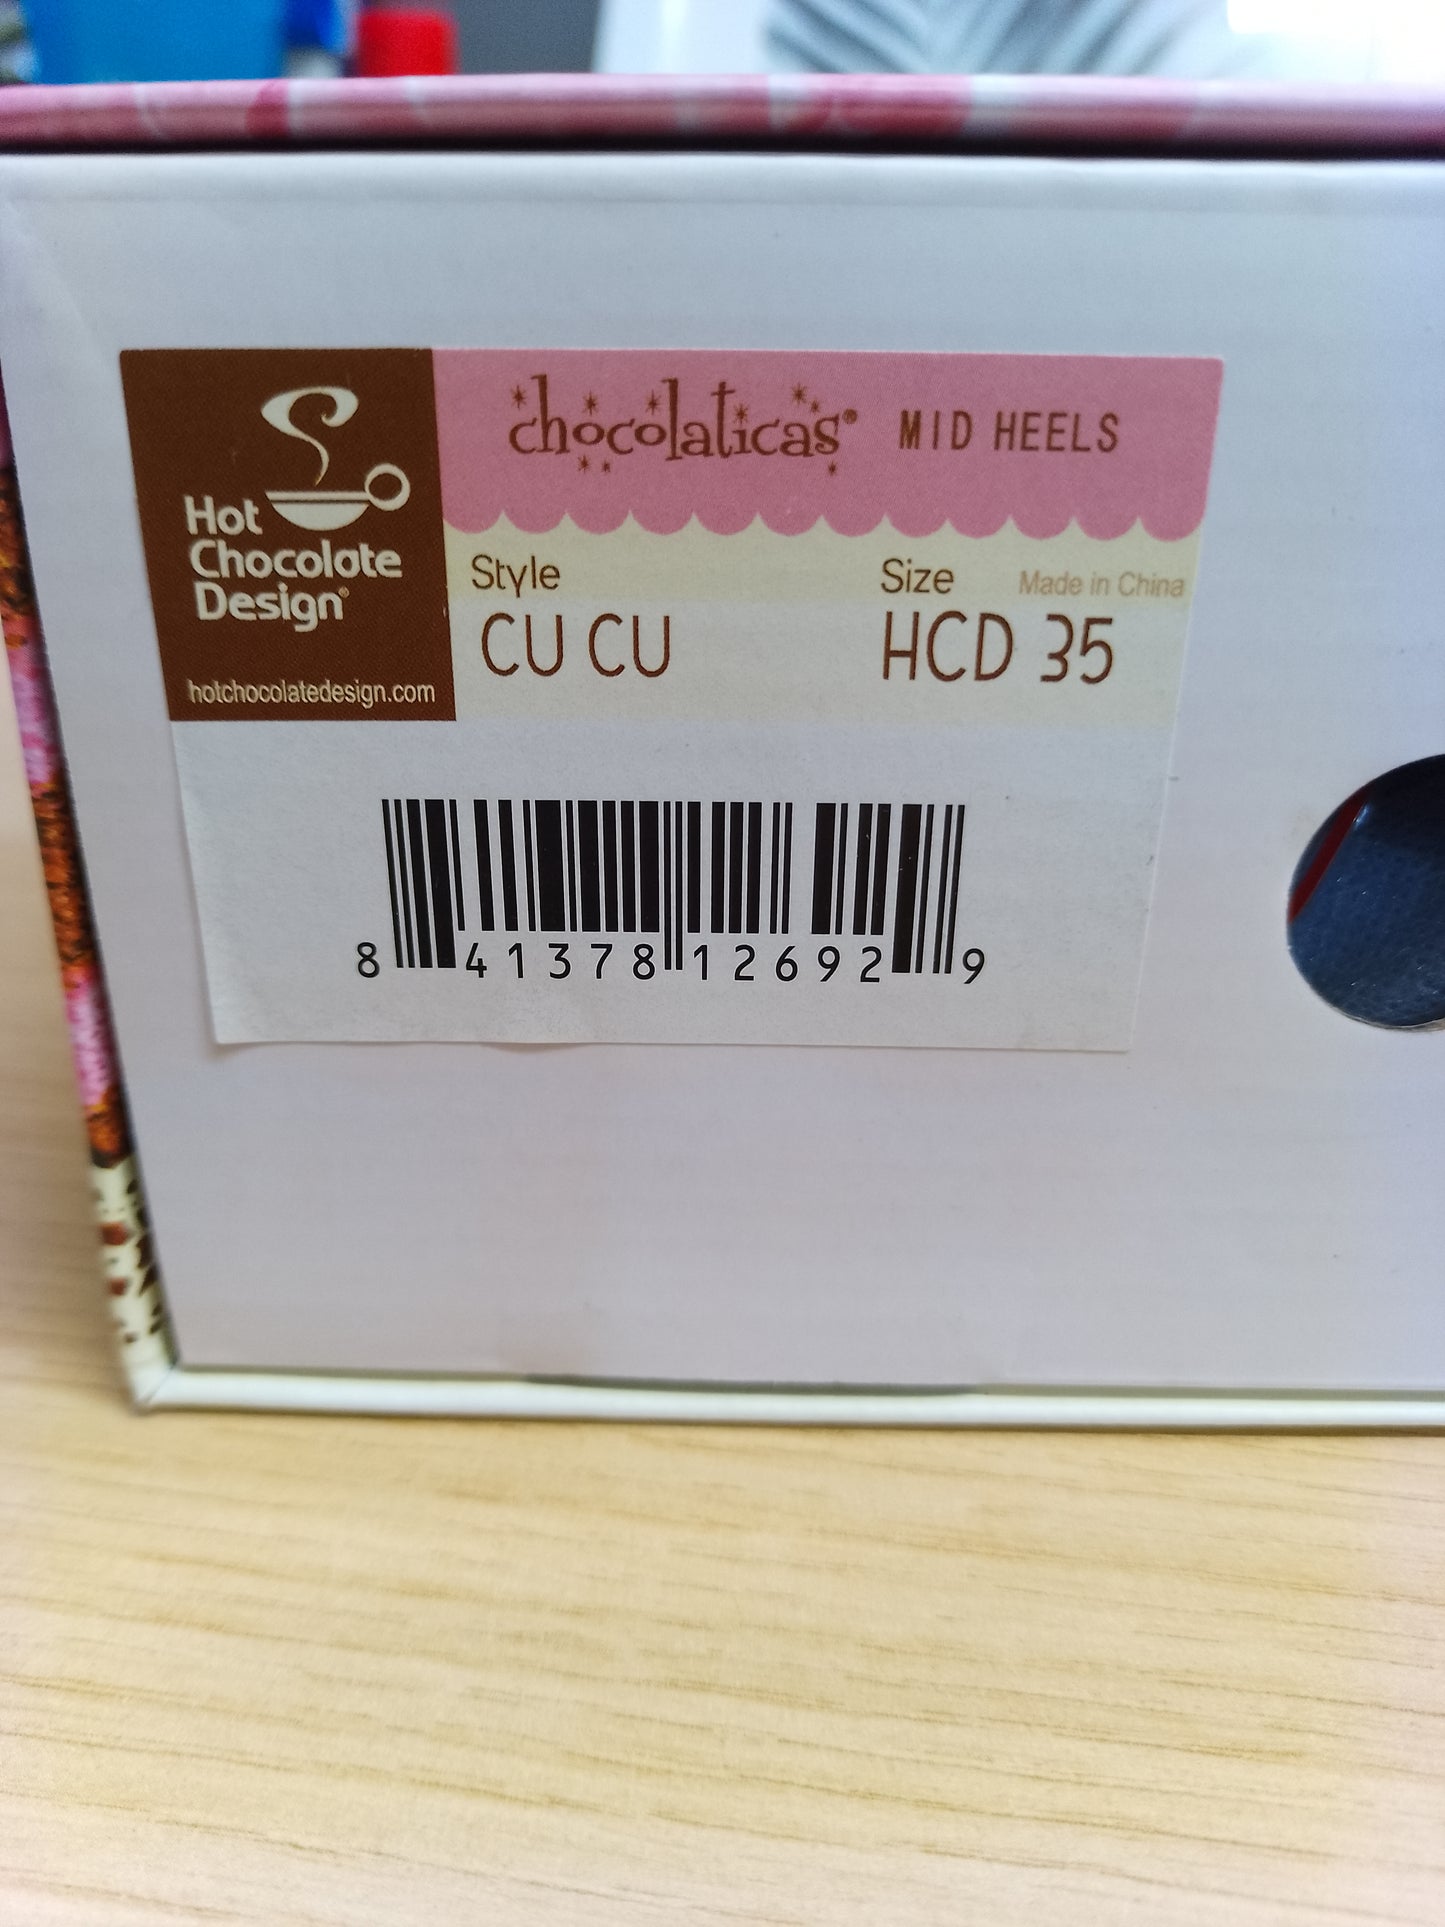 Hot
Chocolate
Design®
hotchocolatedesign.com
chocolaticas® MID HEELS
Style
CU CU
Size Made in China
HCD 35
8 41378 12692 9